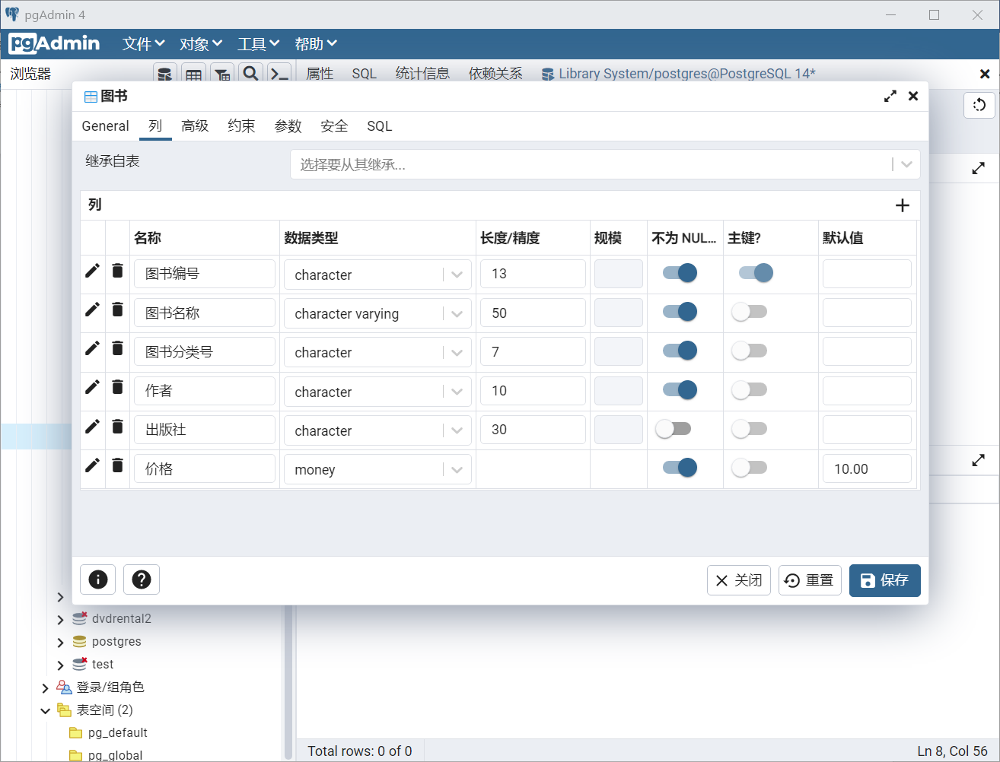 pgAdmin 4
pgAdmin 文件 对象 工具 帮助
浏览器 属性 SQL 统计信息 依赖关系 Library System/postgres@PostgreSQL 14*
图书
General 列 高级 约束 参数 安全 SQL
继承自表 选择要从其继承...
列
名称 数据类型 长度/精度 规模 不为 NUL... 主键? 默认值
图书编号 character 13
图书名称 character varying 50
图书分类号 character 7
作者 character 10
出版社 character 30
价格 money 10.00
关闭 重置 保存
dvdrental2
postgres
test
登录/组角色
表空间 (2)
pg_default
pg_global
Total rows: 0 of 0 Ln 8, Col 56